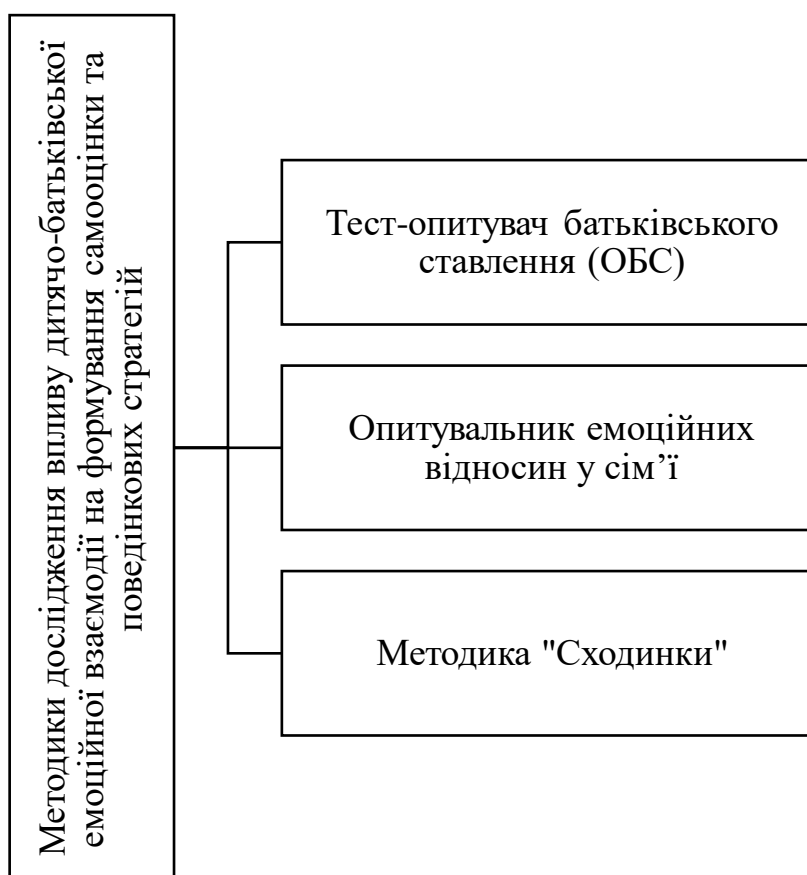 Методики дослідження впливу дитячо-батьківської
емоційної взаємодії на формування самооцінки та
поведінкових стратегій
Тест-опитувач батьківського
ставлення (ОБС)
Опитувальник емоційних
відносин у сім’ї
Методика "Сходинки"